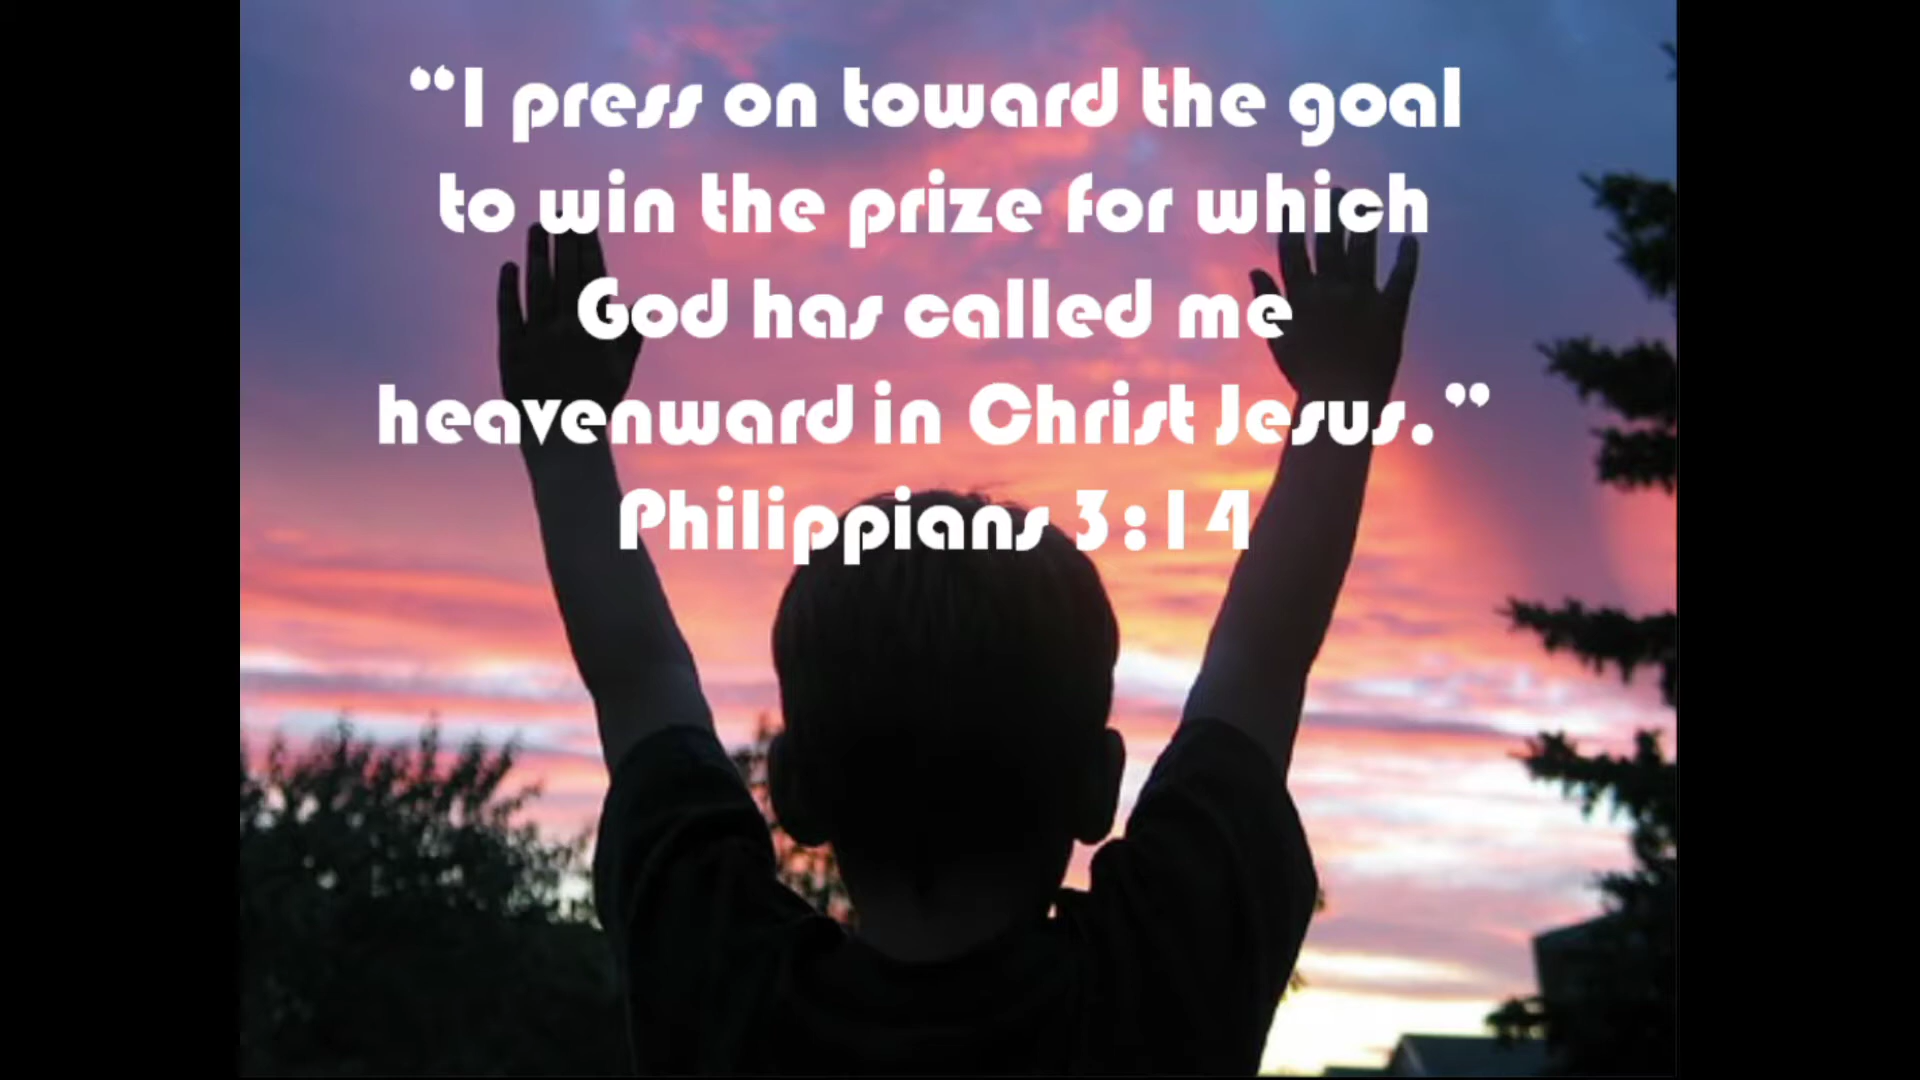 “I press on toward the goal
to win the prize for which
God has called me
heavenward in Christ Jesus.”
Philippians 3:14